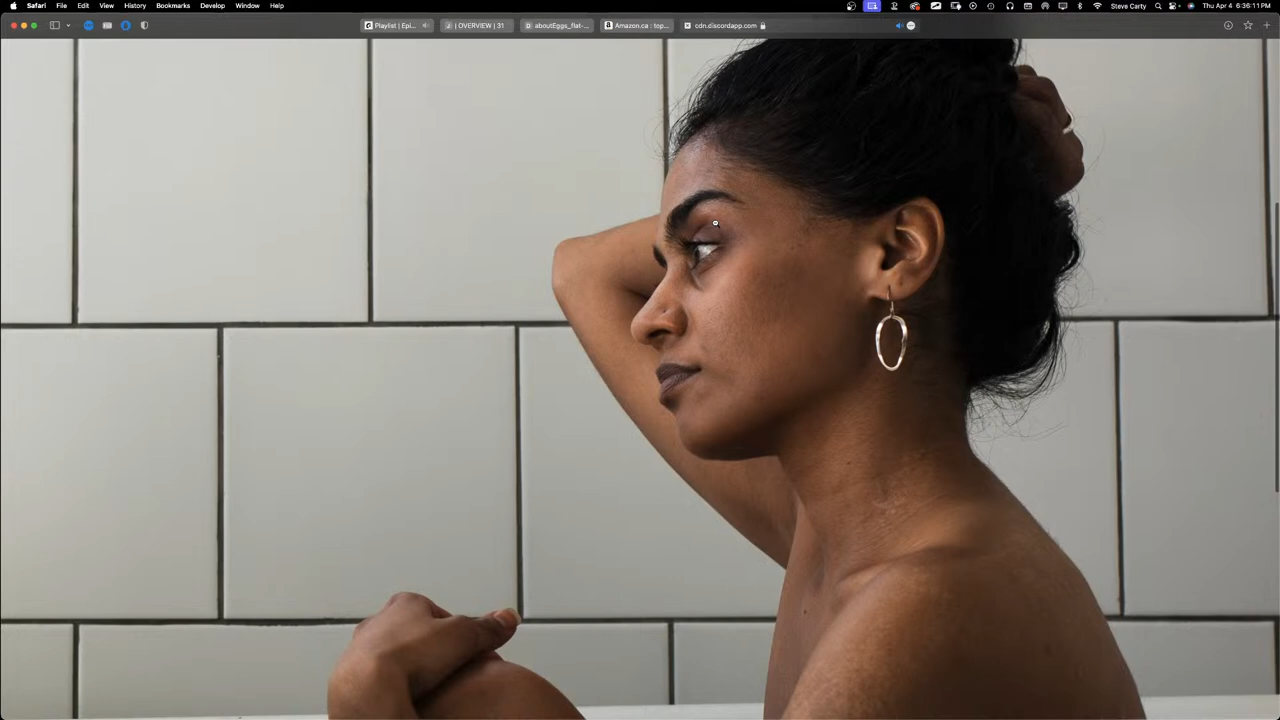 Safari File Edit View History Bookmarks Develop Window Help Steve Carty Thu Apr 4 6:36:11 PM
Playlist | Epi... | OVERVIEW | 31 aboutEggs_flat-... Amazon.ca : top... cdn.discordapp.com